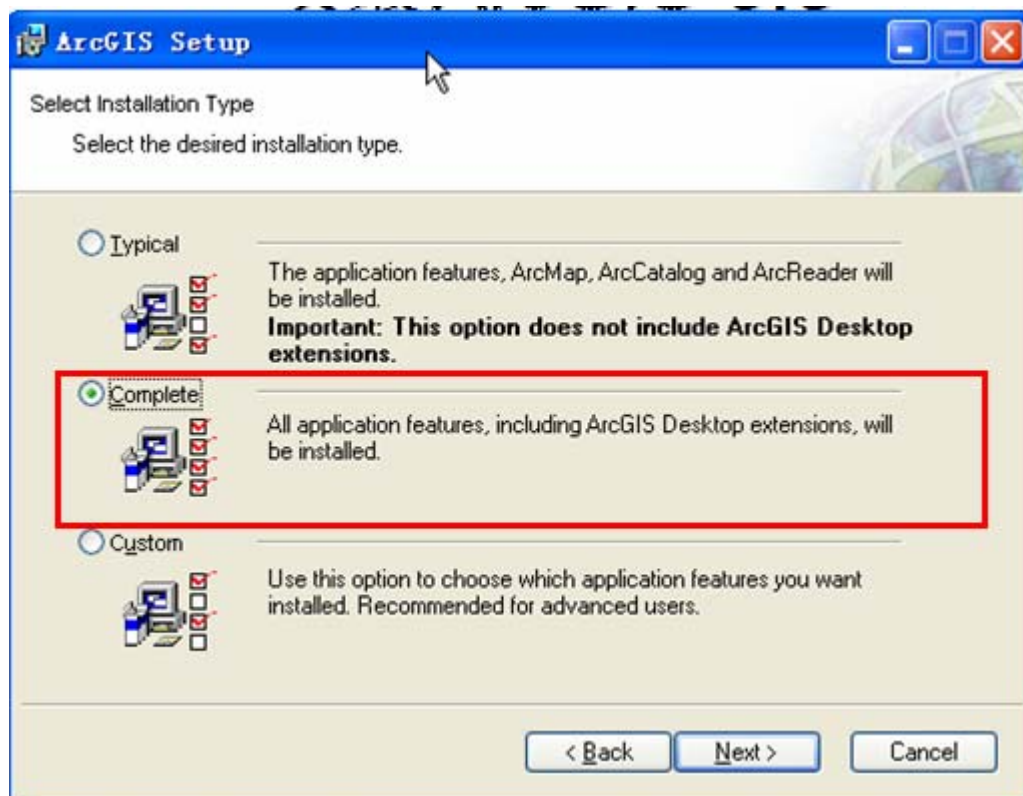 ArcGIS Setup
Select Installation Type
Select the desired installation type.
Typical
The application features, ArcMap, ArcCatalog and ArcReader will
be installed.
Important: This option does not include ArcGIS Desktop
extensions.
Complete
All application features, including ArcGIS Desktop extensions, will
be installed.
Custom
Use this option to choose which application features you want
installed. Recommended for advanced users.
< Back
Next >
Cancel